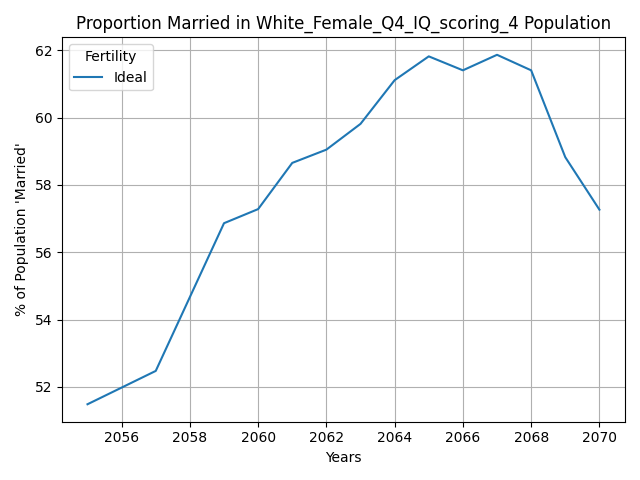 Proportion Married in White_Female_Q4_IQ_scoring_4 Population
Fertility
Ideal
62
60
58
56
54
52
% of Population 'Married'
2056 2058 2060 2062 2064 2066 2068 2070
Years